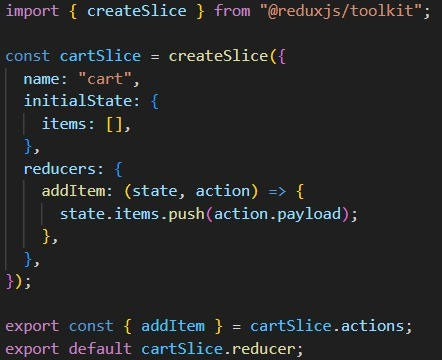 import { createSlice } from "@reduxjs/toolkit";

const cartSlice = createSlice({
  name: "cart",
  initialState: {
    items: [],
  },
  reducers: {
    addItem: (state, action) => {
      state.items.push(action.payload);
    },
  },
});

export const { addItem } = cartSlice.actions;
export default cartSlice.reducer;